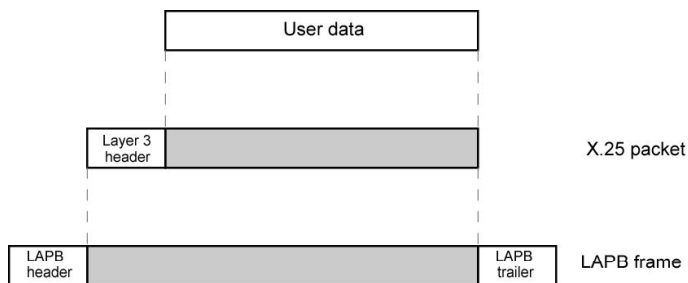 User data
Layer 3
header
X.25 packet
LAPB
header
LAPB
trailer
LAPB frame